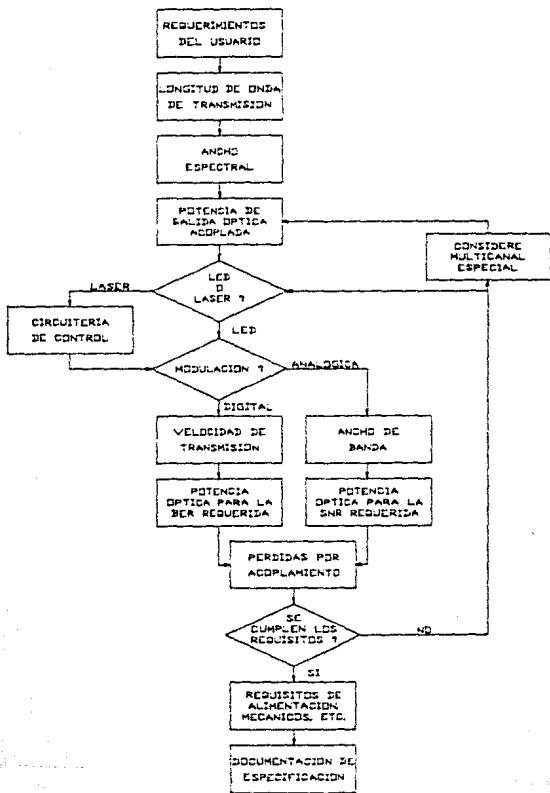 REQUERIMIENTOS
DEL USUARIO
LONGITUD DE ONDA
DE TRANSMISION
ANCHO
ESPECTRAL
POTENCIA DE
SALIDA OPTICA
ACOPLADA
CONSIDERE
MULTICANAL
ESPECIAL
LASER
LED
O
LASER ?
CIRCUITERIA
DE CONTROL
LED
MODULACION ?
ANALOGICA
DIGITAL
VELOCIDAD DE
TRANSMISION
ANCHO DE
BANDA
POTENCIA
OPTICA PARA LA
BER REQUERIDA
POTENCIA
OPTICA PARA LA
SNR REQUERIDA
PERDIDAS POR
ACOPLAMIENTO
SE
CUMPLEN LOS
REQUISITOS ?
NO
SI
REQUISITOS DE
ALIMENTACION
MECANICOS, ETC.
DOCUMENTACION DE
ESPECIFICACION